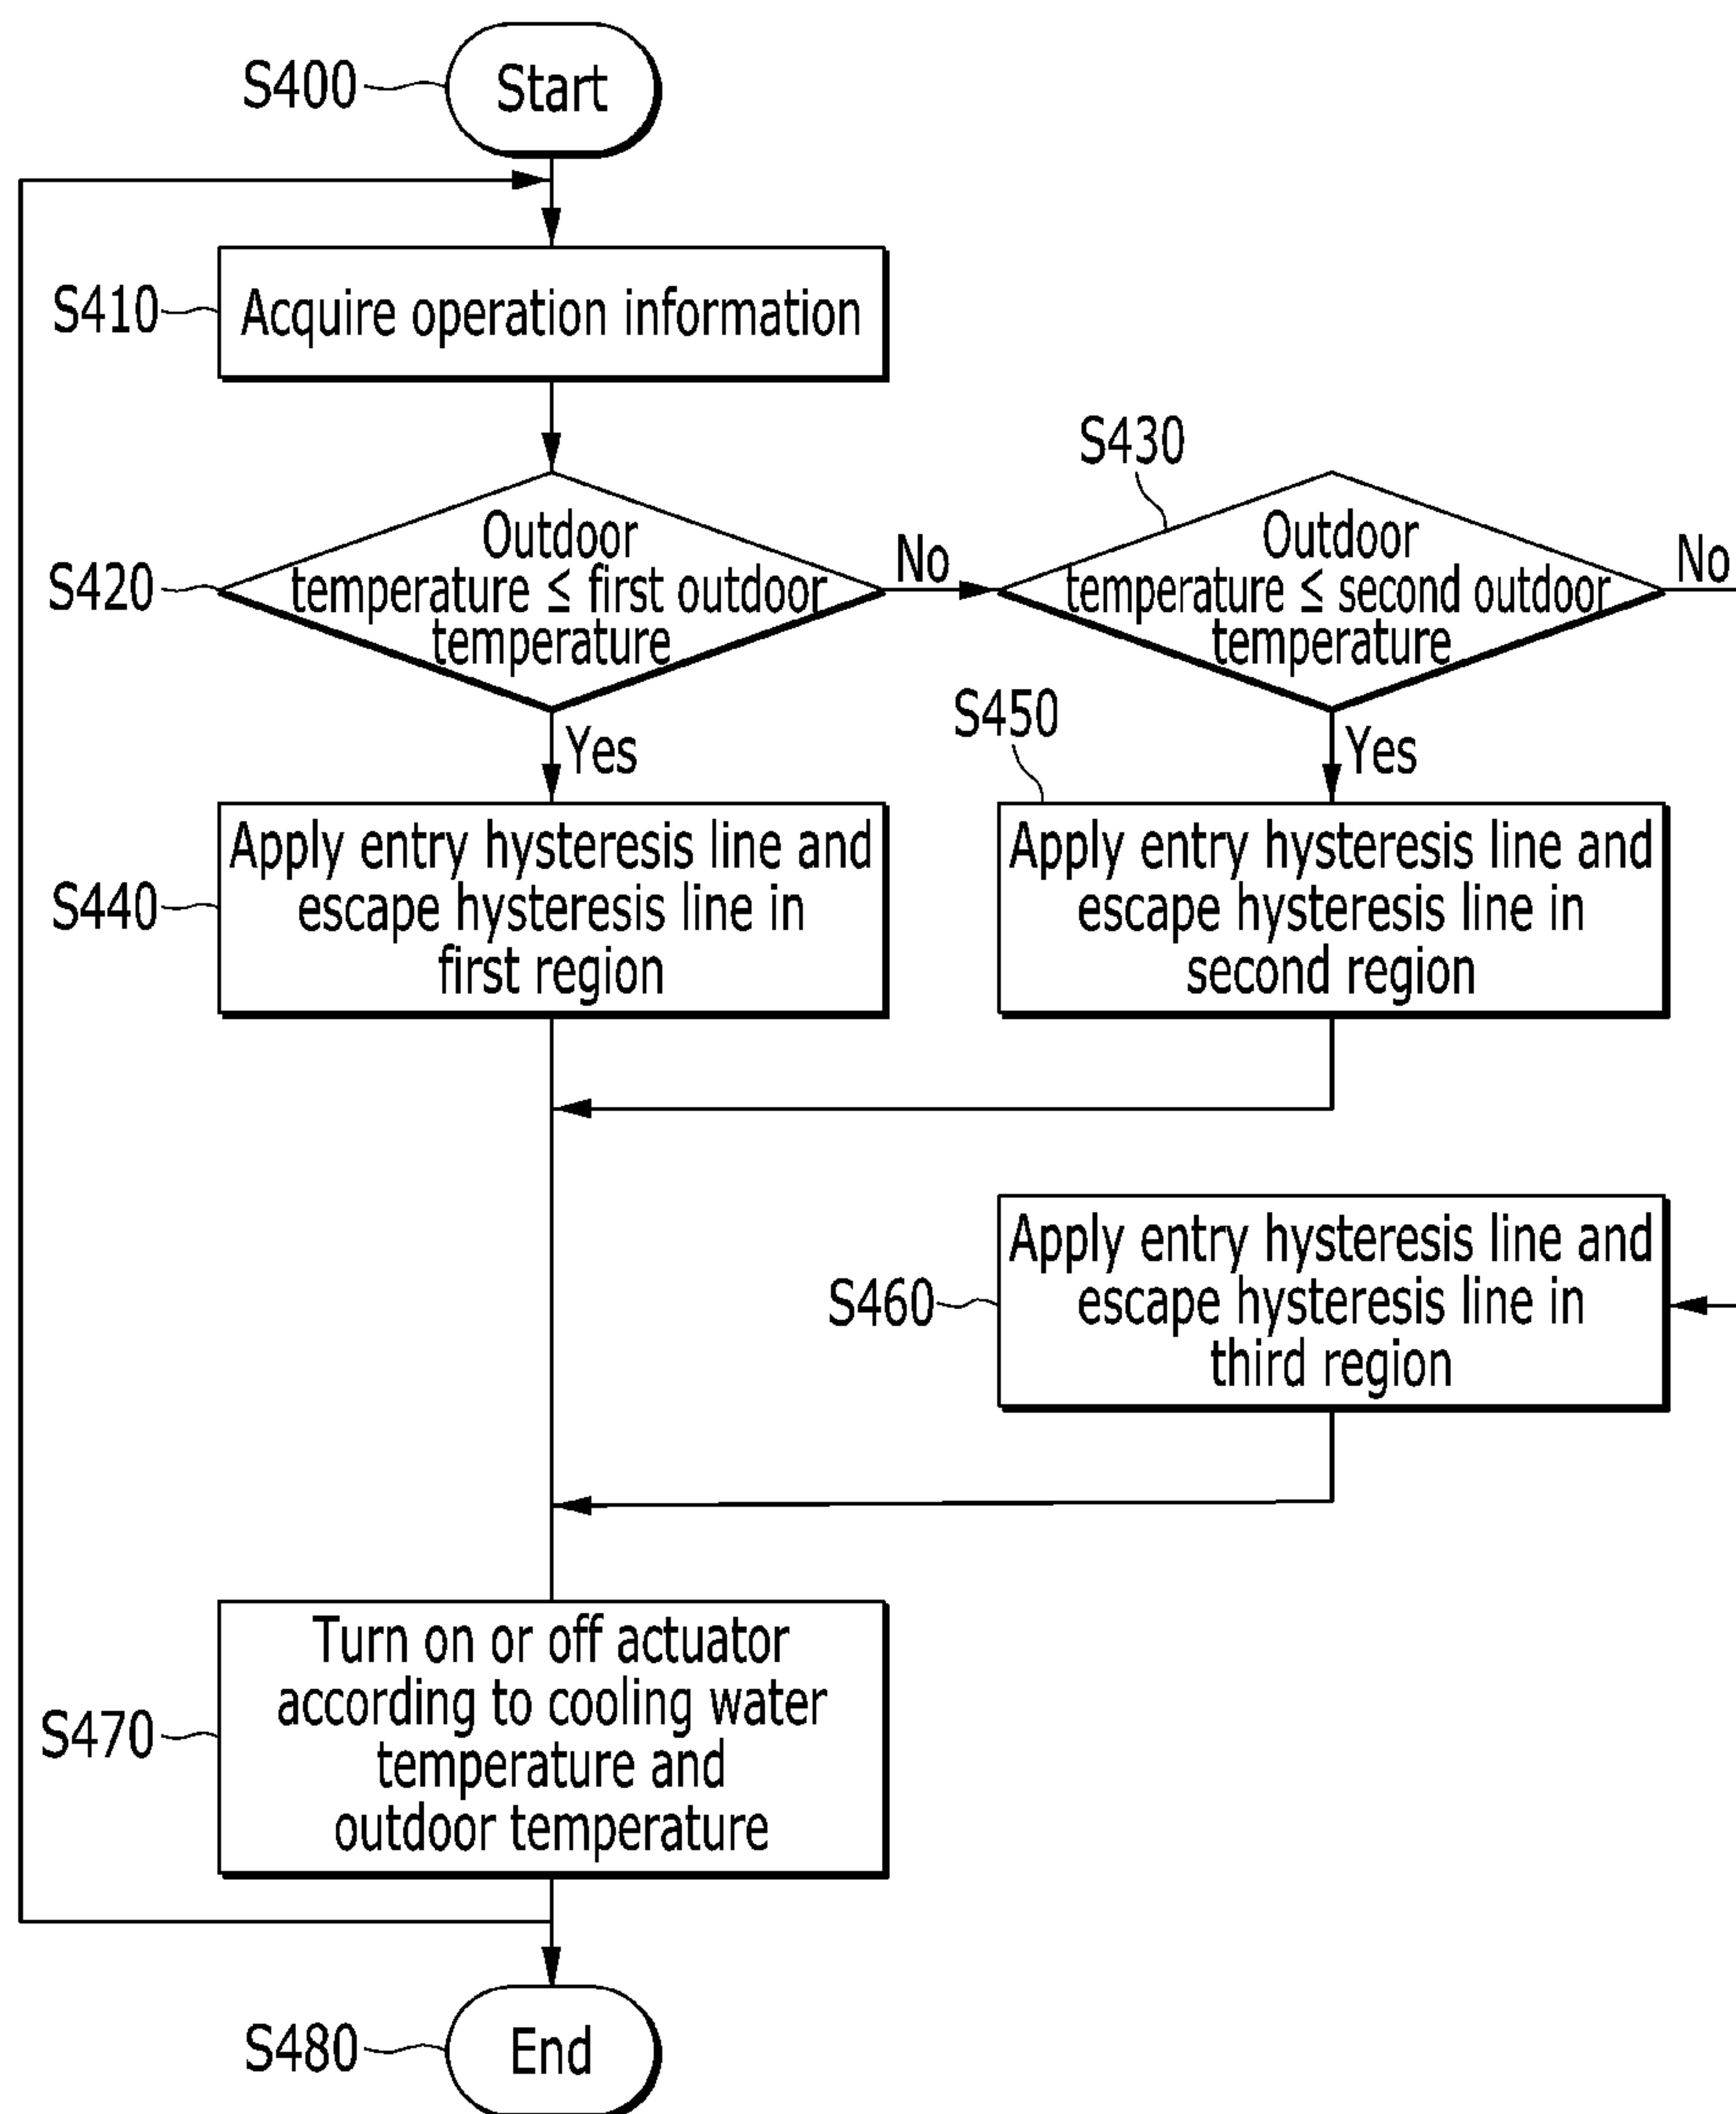 S400
Start
S410
Acquire operation information
S420
Outdoor
temperature ≤ first outdoor
temperature
No
S430
Outdoor
temperature ≤ second outdoor
temperature
No
Yes
S450
Yes
S440
Apply entry hysteresis line and
escape hysteresis line in
first region
Apply entry hysteresis line and
escape hysteresis line in
second region
S460
Apply entry hysteresis line and
escape hysteresis line in
third region
S470
Turn on or off actuator
according to cooling water
temperature and
outdoor temperature
S480
End